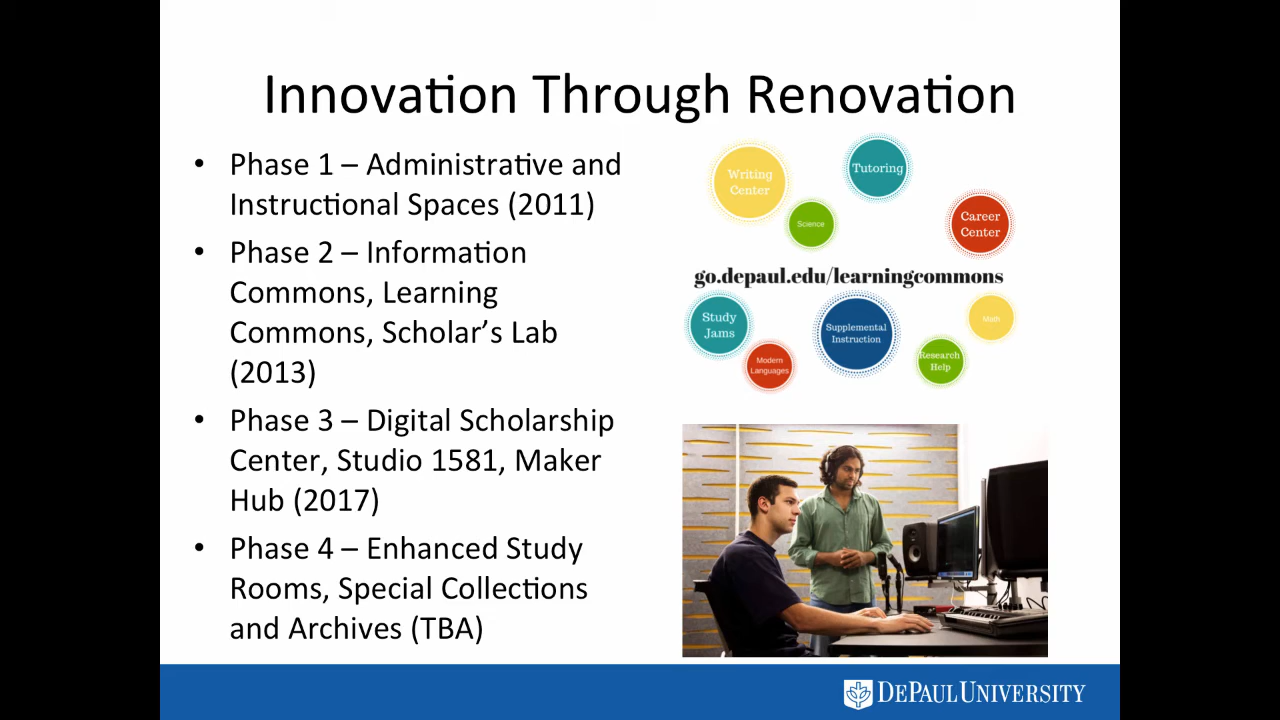 Innovation Through Renovation
• Phase 1 – Administrative and
Instructional Spaces (2011)
• Phase 2 – Information
Commons, Learning
Commons, Scholar’s Lab
(2013)
• Phase 3 – Digital Scholarship
Center, Studio 1581, Maker
Hub (2017)
• Phase 4 – Enhanced Study
Rooms, Special Collections
and Archives (TBA)
Writing
Center
Tutoring
Science
Career
Center
go.depaul.edu/learningcommons
Study
Jams
Supplemental
Instruction
Math
Modern
Languages
Research
Help
DEPAUL UNIVERSITY